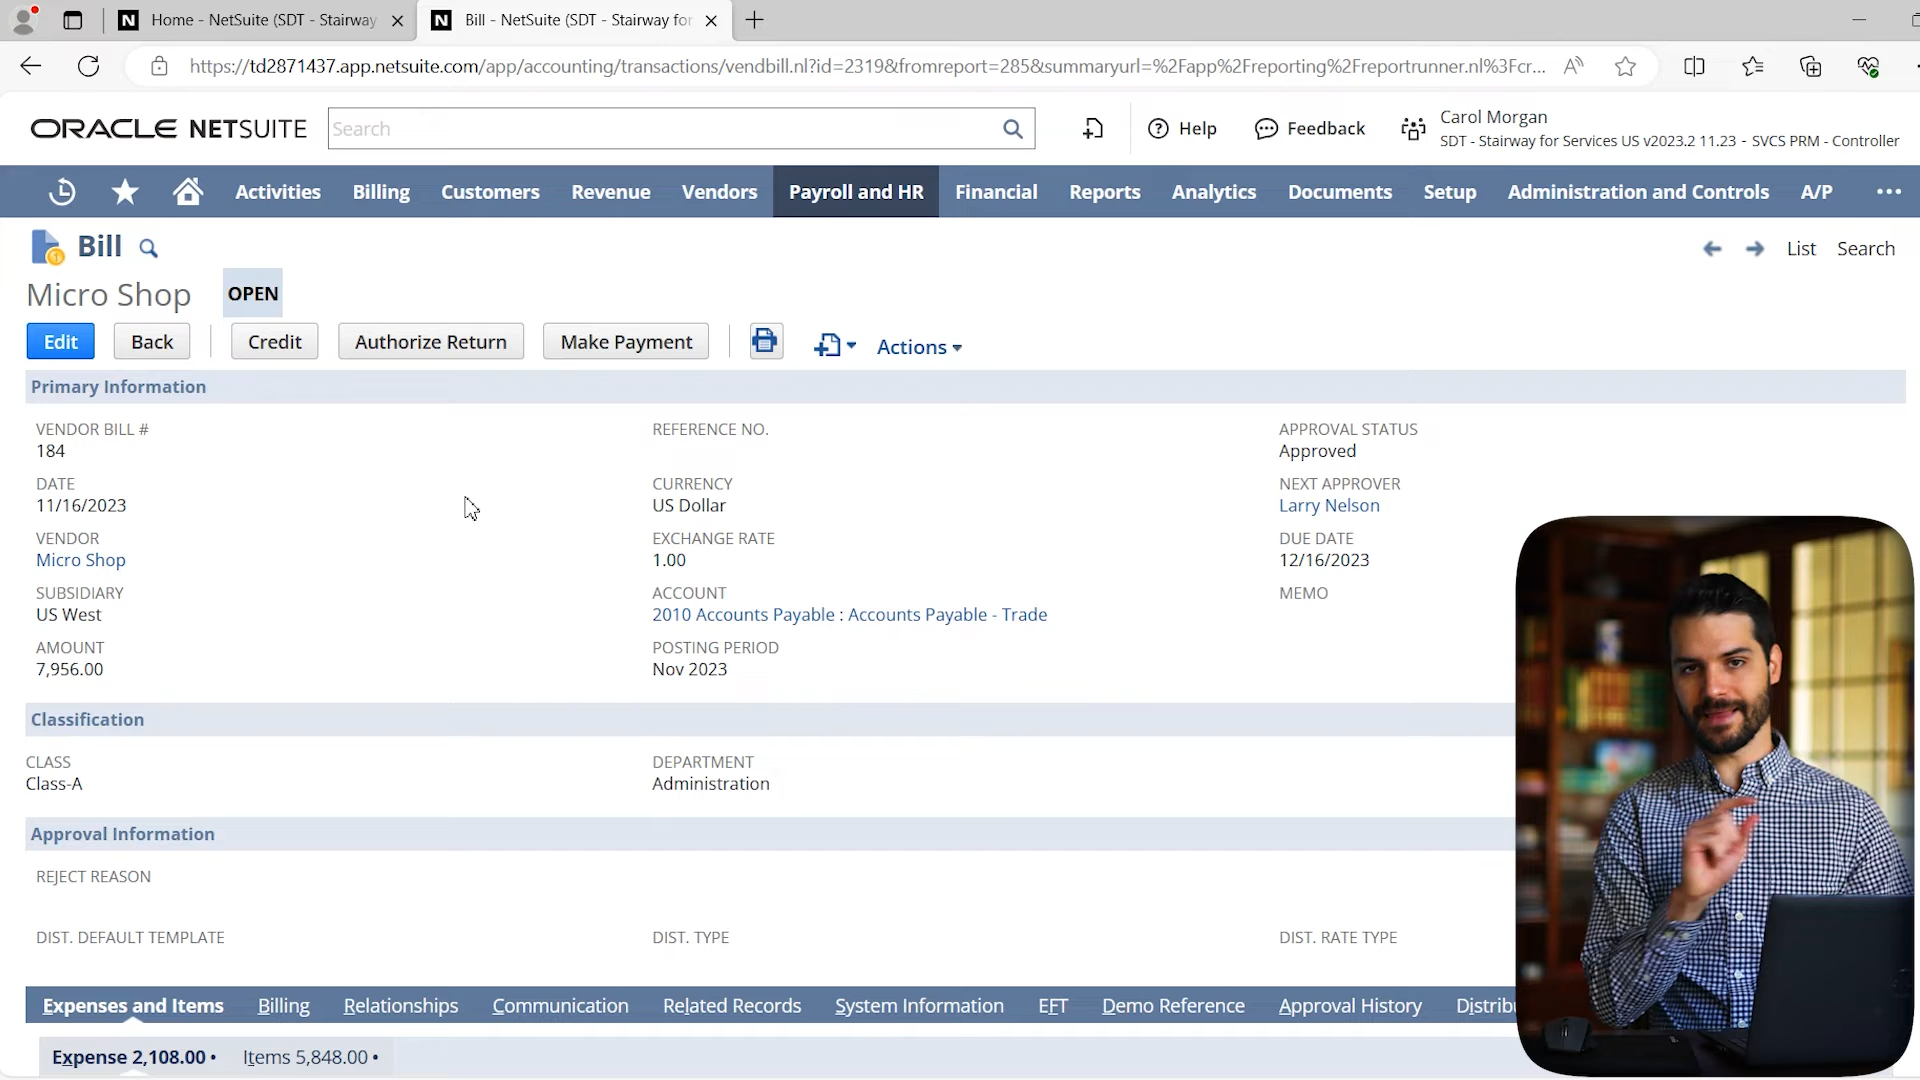 Home - NetSuite (SDT - Stairway
Bill - NetSuite (SDT - Stairway for
https://td2871437.app.netsuite.com/app/accounting/transactions/vendbill.nl?id=2319&fromreport=285&summaryurl=%2Fapp%2Freporting%2Freportrunner.nl%3Fcr...
ORACLE NETSUITE
Search
Help
Feedback
Carol Morgan
SDT - Stairway for Services US v2023.2 11.23 - SVCS PRM - Controller
Activities Billing Customers Revenue Vendors Payroll and HR Financial Reports Analytics Documents Setup Administration and Controls A/P
Bill
List Search
Micro Shop OPEN
Edit Back Credit Authorize Return Make Payment Actions
Primary Information
VENDOR BILL #
184
REFERENCE NO.
APPROVAL STATUS
Approved
DATE
11/16/2023
CURRENCY
US Dollar
NEXT APPROVER
Larry Nelson
VENDOR
Micro Shop
EXCHANGE RATE
1.00
DUE DATE
12/16/2023
SUBSIDIARY
US West
ACCOUNT
2010 Accounts Payable : Accounts Payable - Trade
MEMO
AMOUNT
7,956.00
POSTING PERIOD
Nov 2023
Classification
CLASS
Class-A
DEPARTMENT
Administration
Approval Information
REJECT REASON
DIST. DEFAULT TEMPLATE
DIST. TYPE
DIST. RATE TYPE
Expenses and Items Billing Relationships Communication Related Records System Information EFT Demo Reference Approval History Distribu
Expense 2,108.00 • Items 5,848.00 •